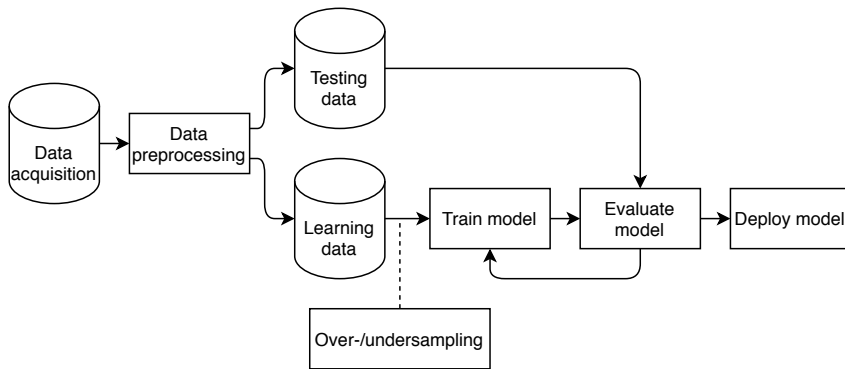 Data
acquisition
Data
preprocessing
Testing
data
Learning
data
Train model
Evaluate
model
Deploy model
Over-/undersampling